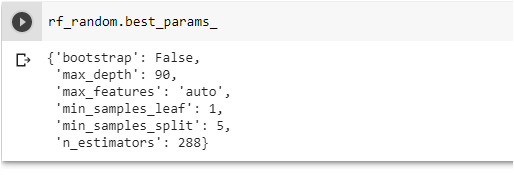 rf_random.best_params_
{'bootstrap': False,
'max_depth': 90,
'max_features': 'auto',
'min_samples_leaf': 1,
'min_samples_split': 5,
'n_estimators': 288}